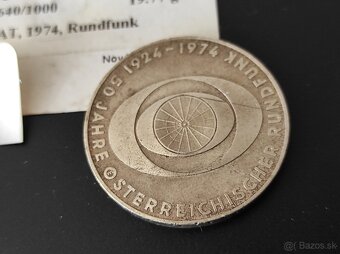 640/1000
AT, 1974, Rundfunk
1924-1974
50 JAHRE ÖSTERREICHISCHER RUNDFUNK
Bazos.sk